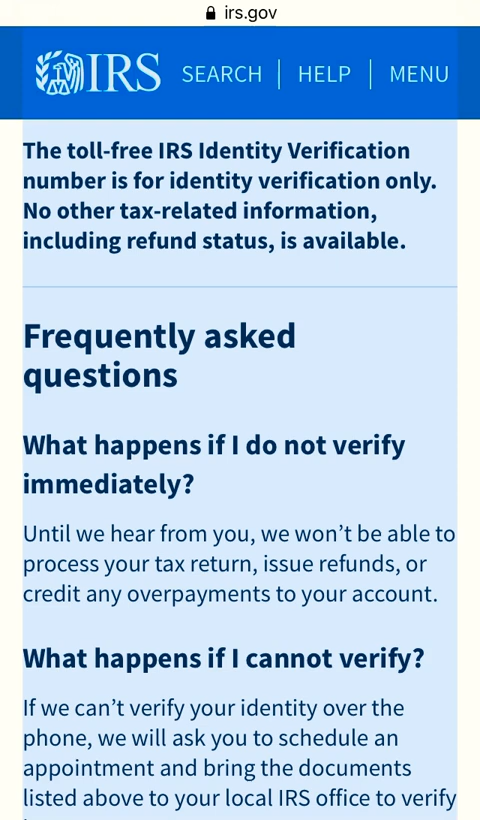 irs.gov
IRS SEARCH HELP MENU
The toll-free IRS Identity Verification
number is for identity verification only.
No other tax-related information,
including refund status, is available.
Frequently asked
questions
What happens if I do not verify
immediately?
Until we hear from you, we won’t be able to
process your tax return, issue refunds, or
credit any overpayments to your account.
What happens if I cannot verify?
If we can’t verify your identity over the
phone, we will ask you to schedule an
appointment and bring the documents
listed above to your local IRS office to verify